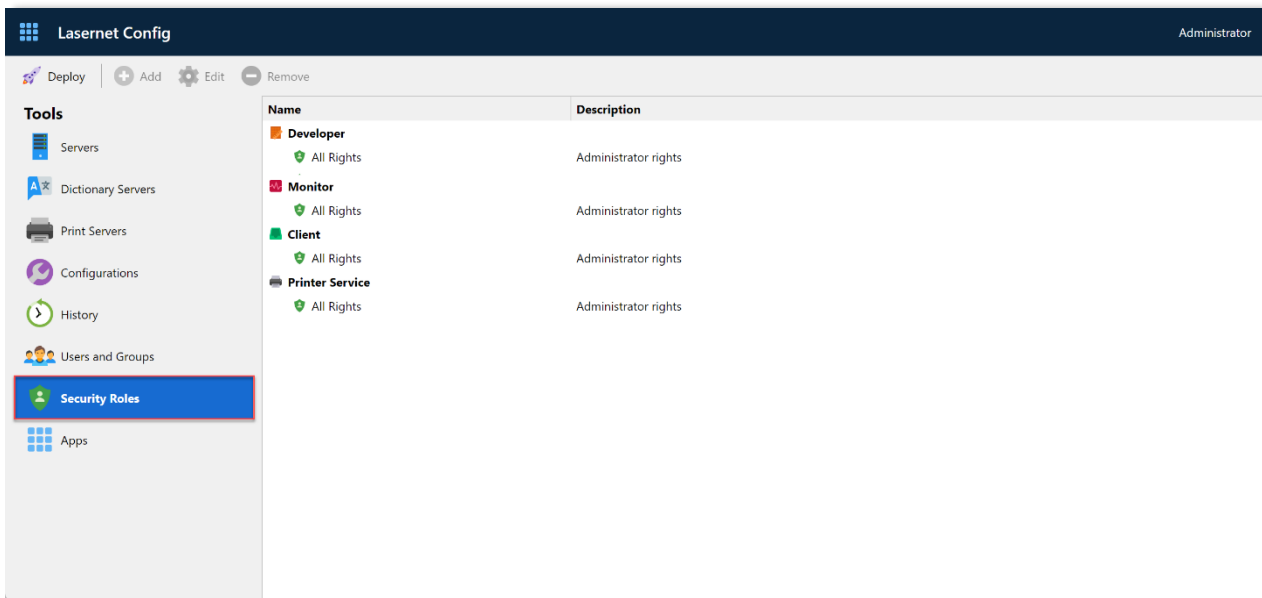 Lasernet Config
Administrator
Deploy Add Edit Remove
Tools
Servers
Dictionary Servers
Print Servers
Configurations
History
Users and Groups
Security Roles
Apps
Name Description
Developer
All Rights Administrator rights
Monitor
All Rights Administrator rights
Client
All Rights Administrator rights
Printer Service
All Rights Administrator rights